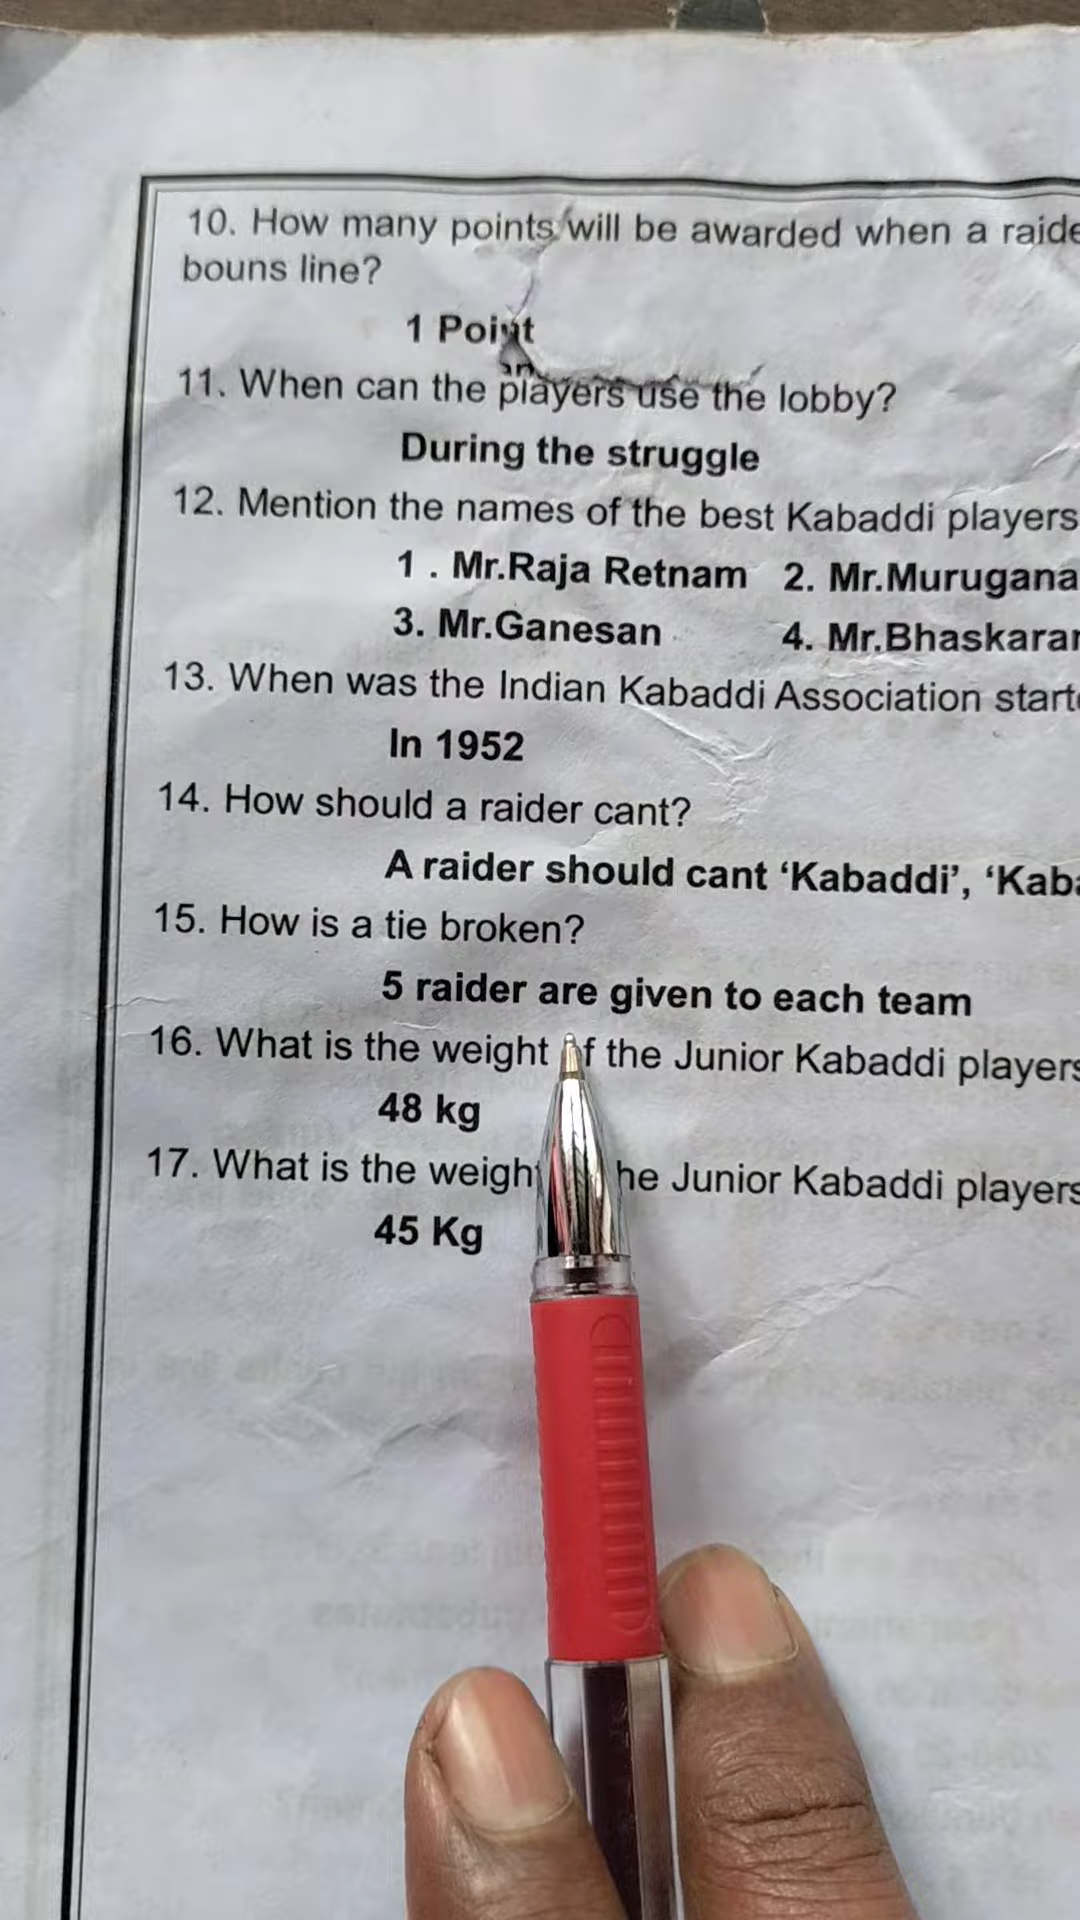 10. How many points will be awarded when a raide
bouns line?
1 Point
11. When can the players use the lobby?
During the struggle
12. Mention the names of the best Kabaddi players
1 . Mr.Raja Retnam 2. Mr.Murugana
3. Mr.Ganesan 4. Mr.Bhaskaran
13. When was the Indian Kabaddi Association start
In 1952
14. How should a raider cant?
A raider should cant ‘Kabaddi’, ‘Kaba
15. How is a tie broken?
5 raider are given to each team
16. What is the weight of the Junior Kabaddi players
48 kg
17. What is the weight he Junior Kabaddi players
45 Kg